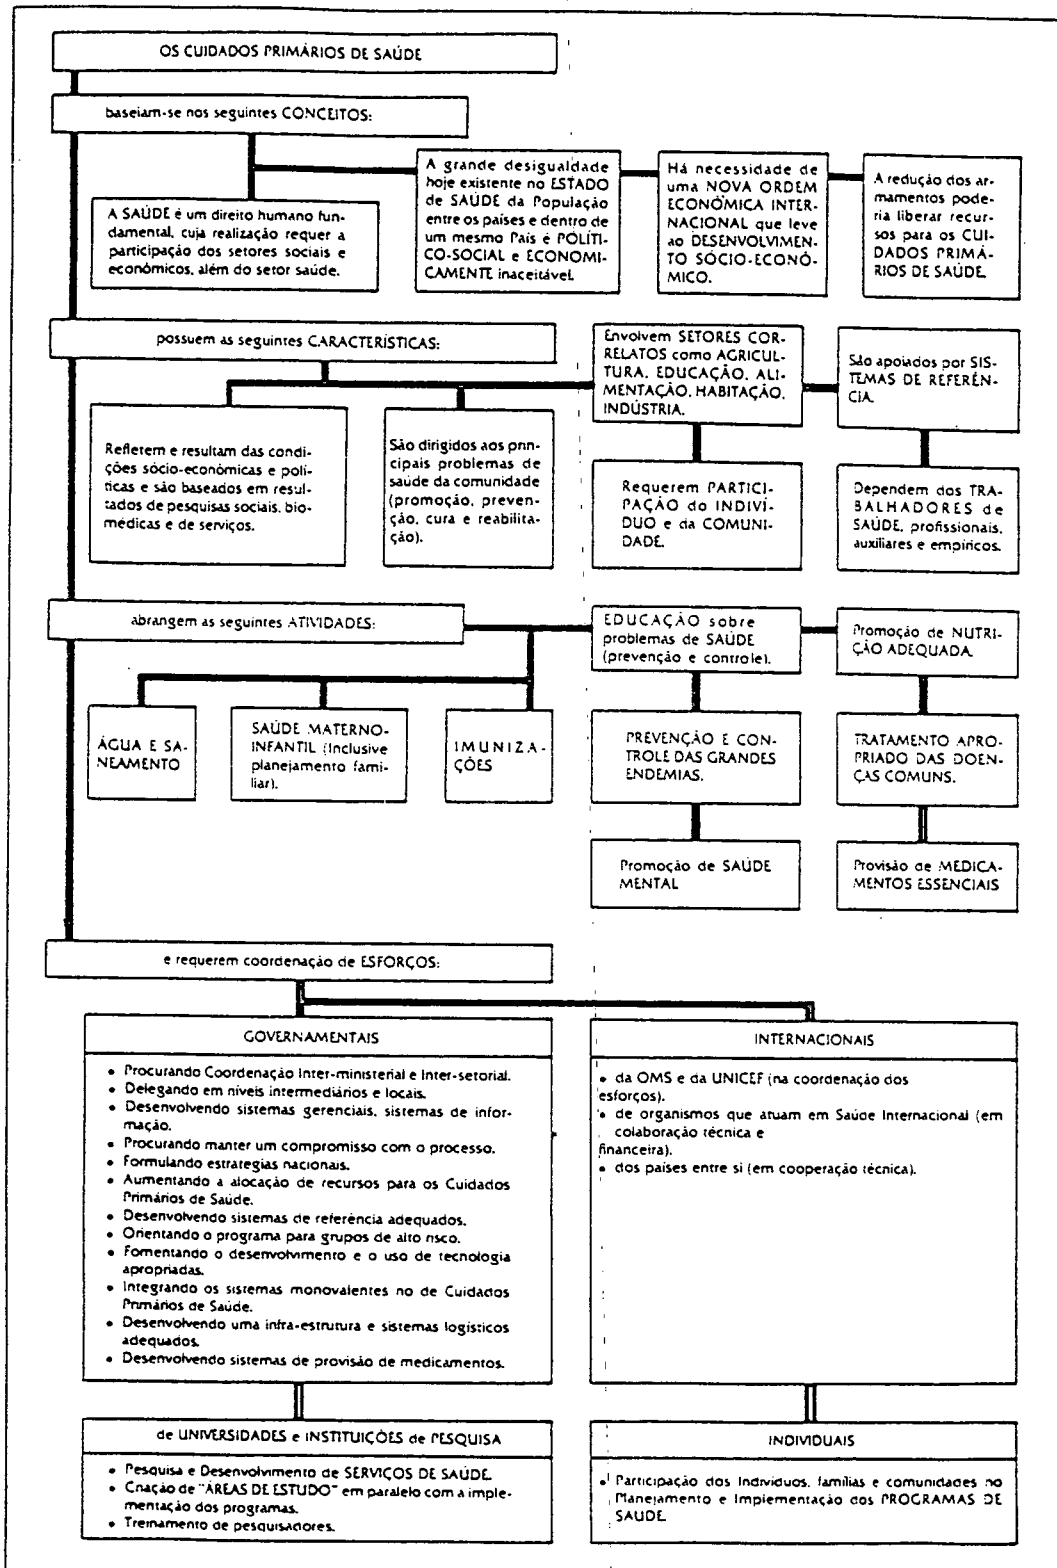 OS CUIDADOS PRIMÁRIOS DE SAÚDE
baseiam-se nos seguintes CONCEITOS:
A SAÚDE é um direito humano fun-
damental, cuja realização requer a
participação dos setores sociais e
econômicos, além do setor saúde.
A grande desigualdade
hoje existente no ESTADO
de SAÚDE da População
entre os países e dentro de
um mesmo País é POLÍTI-
CO-SOCIAL e ECONOMI-
CAMENTE inaceitável.
Há necessidade de
uma NOVA ORDEM
ECONÔMICA INTER-
NACIONAL que leve
ao DESENVOLVIMEN-
TO SÓCIO-ECONÔ-
MICO.
A redução dos ar-
mamentos pode-
ria liberar recur-
sos para os CUI-
DADOS PRIMÁ-
RIOS DE SAÚDE.
possuem as seguintes CARACTERÍSTICAS:
Refletem e resultam das condi-
ções sócio-econômicas e polí-
ticas e são baseados em resul-
tados de pesquisas sociais, bio-
médicas e de serviços.
São dirigidos aos prin-
cipais problemas de
saúde da comunidade
(promoção, preven-
ção, cura e reabilita-
ção).
Envolvem SETORES COR-
RELATOS como AGRICUL-
TURA, EDUCAÇÃO, ALI-
MENTAÇÃO, HABITAÇÃO,
INDÚSTRIA.
São apoiados por SIS-
TEMAS DE REFERÊN-
CIA.
Requerem PARTICI-
PAÇÃO do INDIVÍ-
DUO e da COMUNI-
DADE.
Dependem dos TRA-
BALHADORES de
SAÚDE, profissionais,
auxiliares e empíricos.
abrangem as seguintes ATIVIDADES:
EDUCAÇÃO sobre
problemas de SAÚDE
(prevenção e controle).
Promoção de NUTRI-
ÇÃO ADEQUADA.
ÁGUA E SA-
NEAMENTO
SAÚDE MATERNO-
INFANTIL (Inclusive
planejamento fami-
liar).
IMUNIZA-
ÇÕES
PREVENÇÃO E CON-
TROLE DAS GRANDES
ENDEMIAS.
TRATAMENTO APRO-
PRIADO DAS DOEN-
ÇAS COMUNS.
Promoção de SAÚDE
MENTAL
Provisão de MEDICA-
MENTOS ESSENCIAIS
e requerem coordenação de ESFORÇOS:
GOVERNAMENTAIS
• Procurando Coordenação Inter-ministerial e Inter-setorial.
• Delegando em níveis intermediários e locais.
• Desenvolvendo sistemas gerenciais, sistemas de infor-
mação.
• Procurando manter um compromisso com o processo.
• Formulando estrategias nacionais.
• Aumentando a alocação de recursos para os Cuidados
Primários de Saúde.
• Desenvolvendo sistemas de referência adequados.
• Orientando o programa para grupos de alto risco.
• Fomentando o desenvolvimento e o uso de tecnologia
apropriadas.
• Integrando os sistemas monovalentes no de Cuidados
Primários de Saúde.
• Desenvolvendo uma infra-estrutura e sistemas logísticos
adequados.
• Desenvolvendo sistemas de provisão de medicamentos.
INTERNACIONAIS
• da OMS e da UNICEF (na coordenação dos
esforços).
• de organismos que atuam em Saúde Internacional (em
colaboração técnica e
financeira).
• dos países entre si (em cooperação técnica).
de UNIVERSIDADES e INSTITUIÇÕES de PESQUISA
• Pesquisa e Desenvolvimento de SERVIÇOS DE SAÚDE.
• Criação de "ÁREAS DE ESTUDO" em paralelo com a imple-
mentação dos programas.
• Treinamento de pesquisadores.
INDIVIDUAIS
• Participação dos Indivíduos, famílias e comunidades no
Planejamento e Implementação dos PROGRAMAS DE
SAUDE.